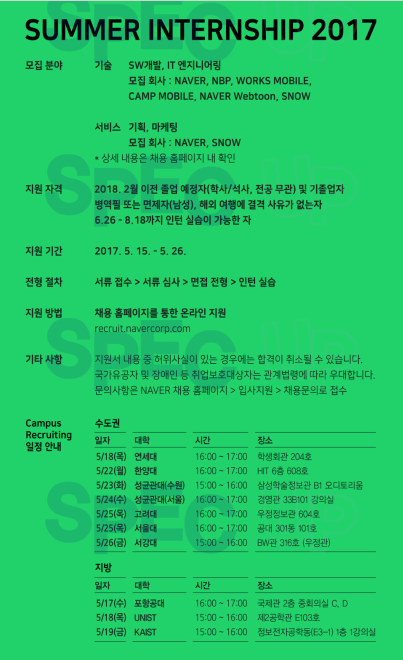 SUMMER INTERNSHIP 2017
모집 분야 기술 SW개발, IT 엔지니어링
모집 회사 : NAVER, NBP, WORKS MOBILE,
CAMP MOBILE, NAVER Webtoon, SNOW
서비스 기획, 마케팅
모집 회사 : NAVER, SNOW
* 상세 내용은 채용 홈페이지 내 확인
지원 자격 2018. 2월 이전 졸업 예정자(학사/석사, 전공 무관) 및 기졸업자
병역필 또는 면제자(남성), 해외 여행에 결격 사유가 없는자
6.26 - 8.18까지 인턴 실습이 가능한 자
지원 기간 2017. 5. 15. - 5. 26.
전형 절차 서류 접수 > 서류 심사 > 면접 전형 > 인턴 실습
지원 방법 채용 홈페이지를 통한 온라인 지원
recruit.navercorp.com
기타 사항 지원서 내용 중 허위사실이 있는 경우에는 합격이 취소될 수 있습니다.
국가유공자 및 장애인 등 취업보호대상자는 관계법령에 따라 우대합니다.
문의사항은 NAVER 채용 홈페이지 > 입사지원 > 채용문의로 접수
Campus Recruiting 일정 안내
수도권
일자 대학 시간 장소
5/18(목) 연세대 16:00 ~ 17:00 학생회관 204호
5/22(월) 한양대 16:00 ~ 17:00 HIT 6층 608호
5/23(화) 성균관대(수원) 15:00 ~ 16:00 삼성학술정보관 B1 오디토리움
5/24(수) 성균관대(서울) 16:00 ~ 17:00 경영관 33B101 강의실
5/25(목) 고려대 16:00 ~ 17:00 우정정보관 604호
5/25(목) 서울대 16:00 ~ 17:00 공대 301동 101호
5/26(금) 서강대 15:00 ~ 16:00 BW관 316호 (우정관)
지방
일자 대학 시간 장소
5/17(수) 포항공대 16:00 ~ 17:00 국제관 2층 중회의실 C, D
5/18(목) UNIST 15:00 ~ 16:00 제2공학관 E103호
5/19(금) KAIST 15:00 ~ 16:00 정보전자공학동(E3-1) 1층 1강의실
SPEC Up
SPEC Up
SPEC Up
SPEC Up